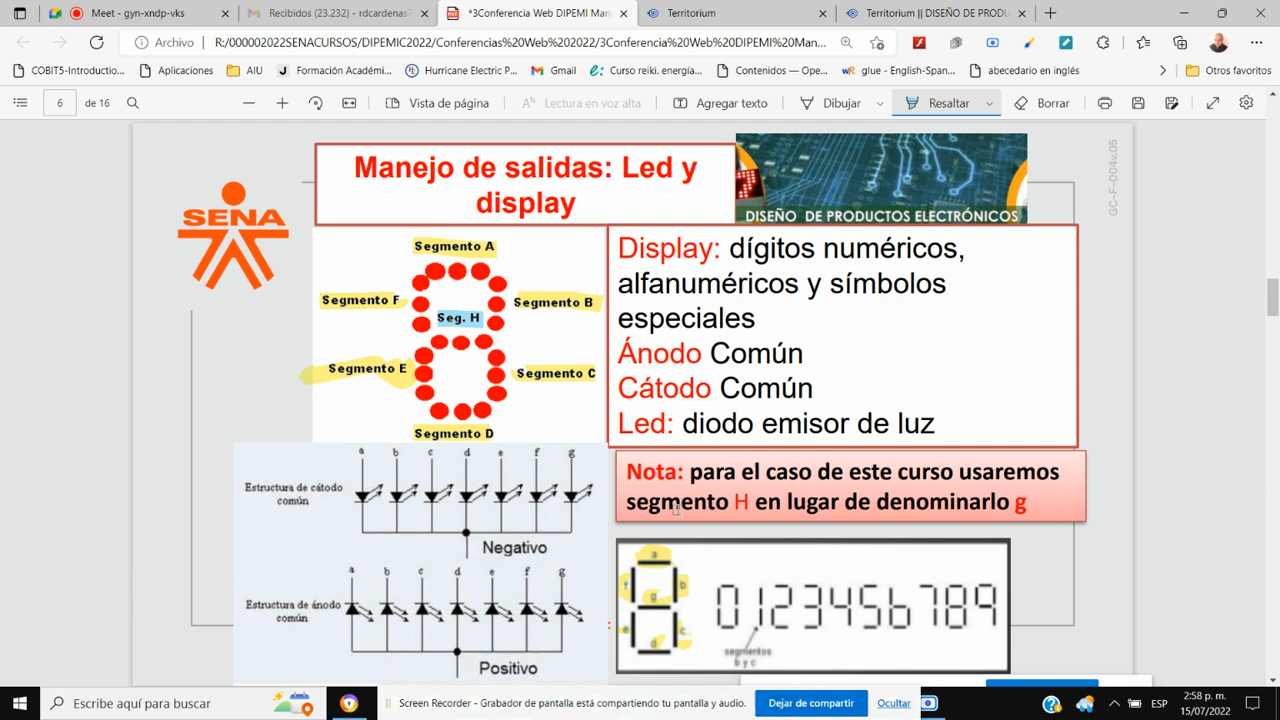 Meet - gyn-xndp-vks
Recibidos (23.232) - rdcardenas7
*3Conferencia Web DIPEMI Man
Territorium
Territorium || DISEÑO DE PRODU
Archivo
R:/000002022SENACURSOS/DIPEMIC2022/Conferencias%20Web%202022/3Conferencia%20Web%20DIPEMI%20Man...
COBIT5-Introductio...
Aplicaciones
AIU
Formación Académi...
Hurricane Electric P...
Gmail
Curso reiki. energía...
Contenidos — Ope...
glue - English-Span...
abecedario en inglés
Otros favoritos
6
de 16
Vista de página
Lectura en voz alta
Agregar texto
Dibujar
Resaltar
Borrar
GC-F-004v.05
Manejo de salidas: Led y
display
DISEÑO DE PRODUCTOS ELECTRÓNICOS
SENA
Segmento A
Segmento F
Segmento B
Seg. H
Segmento E
Segmento C
Segmento D
Display: dígitos numéricos,
alfanuméricos y símbolos
especiales
Ánodo Común
Cátodo Común
Led: diodo emisor de luz
a b c d e f g
Estructura de cátodo
común
Negativo
a b c d e f g
Estructura de ánodo
común
Positivo
Nota: para el caso de este curso usaremos
segmento H en lugar de denominarlo g
:
a
f b
g
e c
d
0123456789
segmentos
b y c
Escribe aquí para buscar
Screen Recorder - Grabador de pantalla está compartiendo tu pantalla y audio.
Dejar de compartir
Ocultar
ESP
2:58 p. m.
15/07/2022